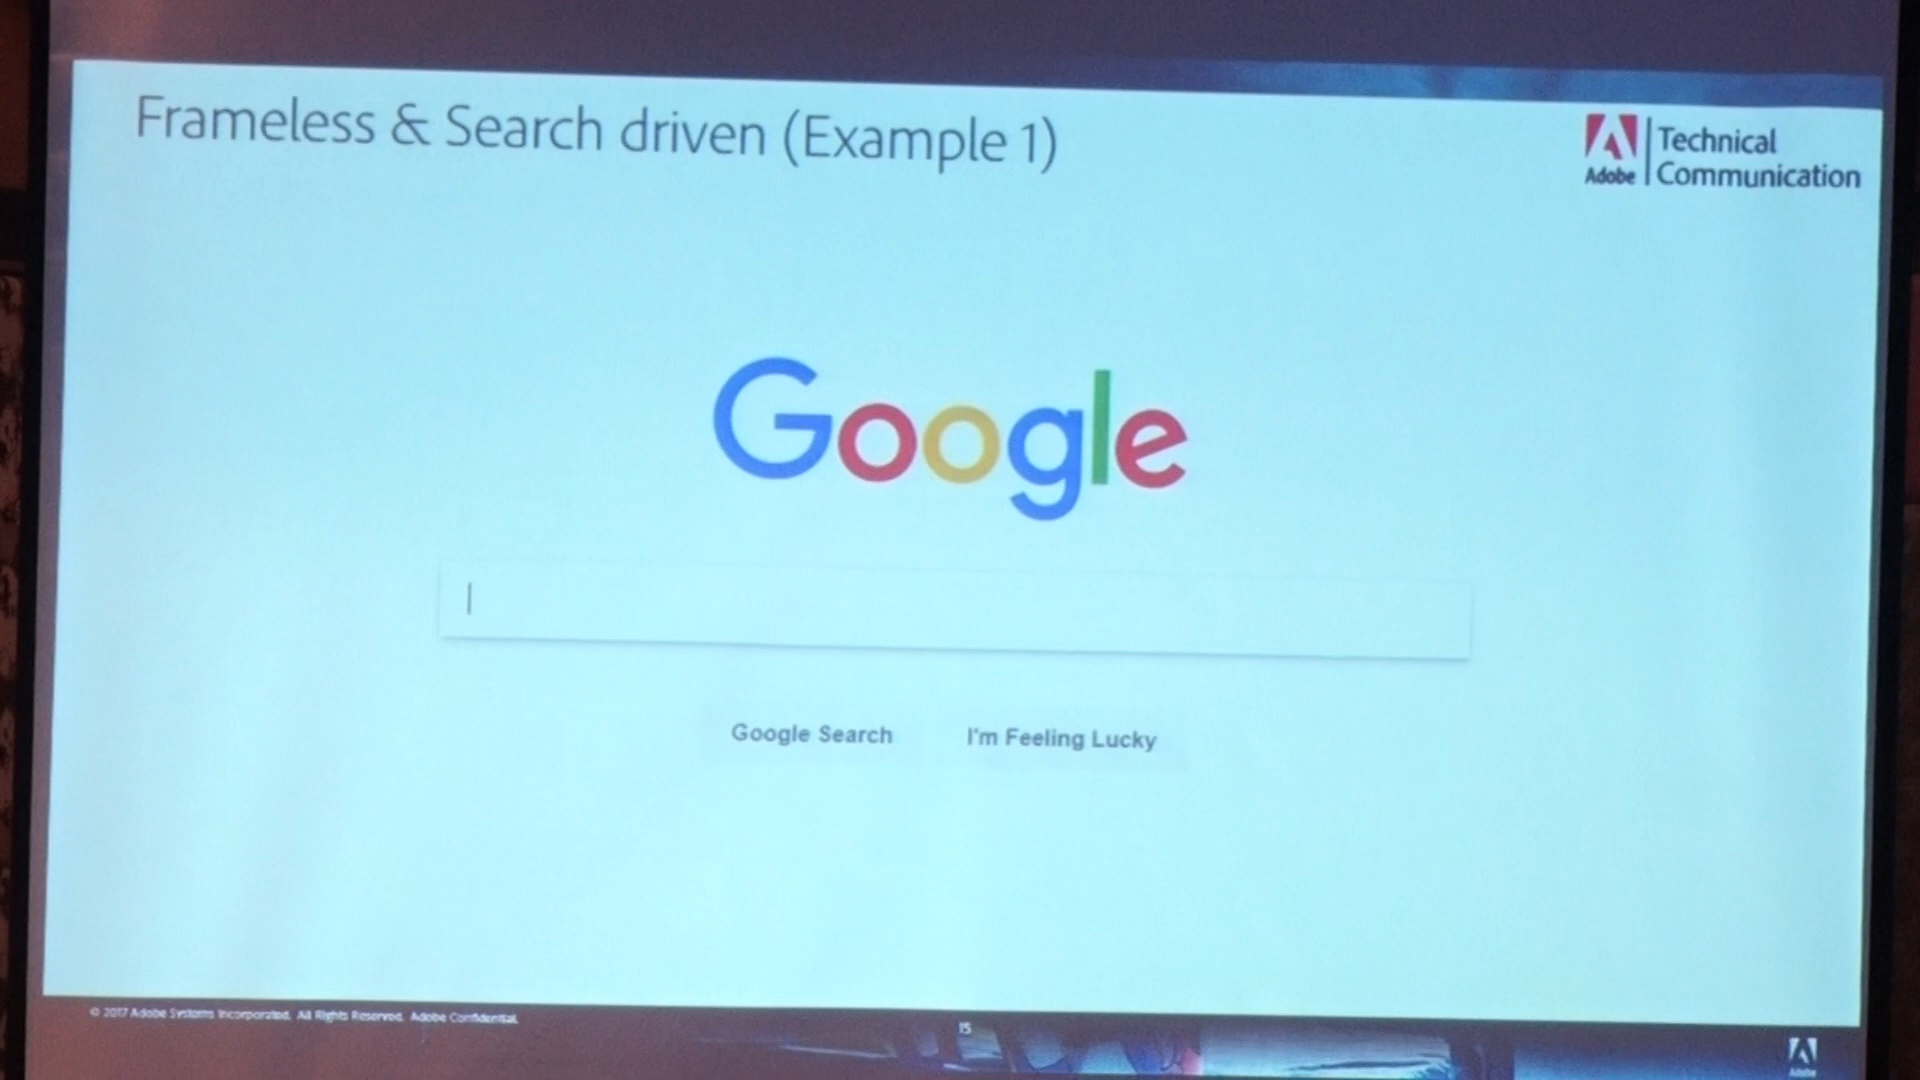 Frameless & Search driven (Example 1)
Adobe
Technical
Communication
Google
Google Search
I'm Feeling Lucky
© 2017 Adobe Systems Incorporated. All Rights Reserved. Adobe Confidential.
15
Adobe